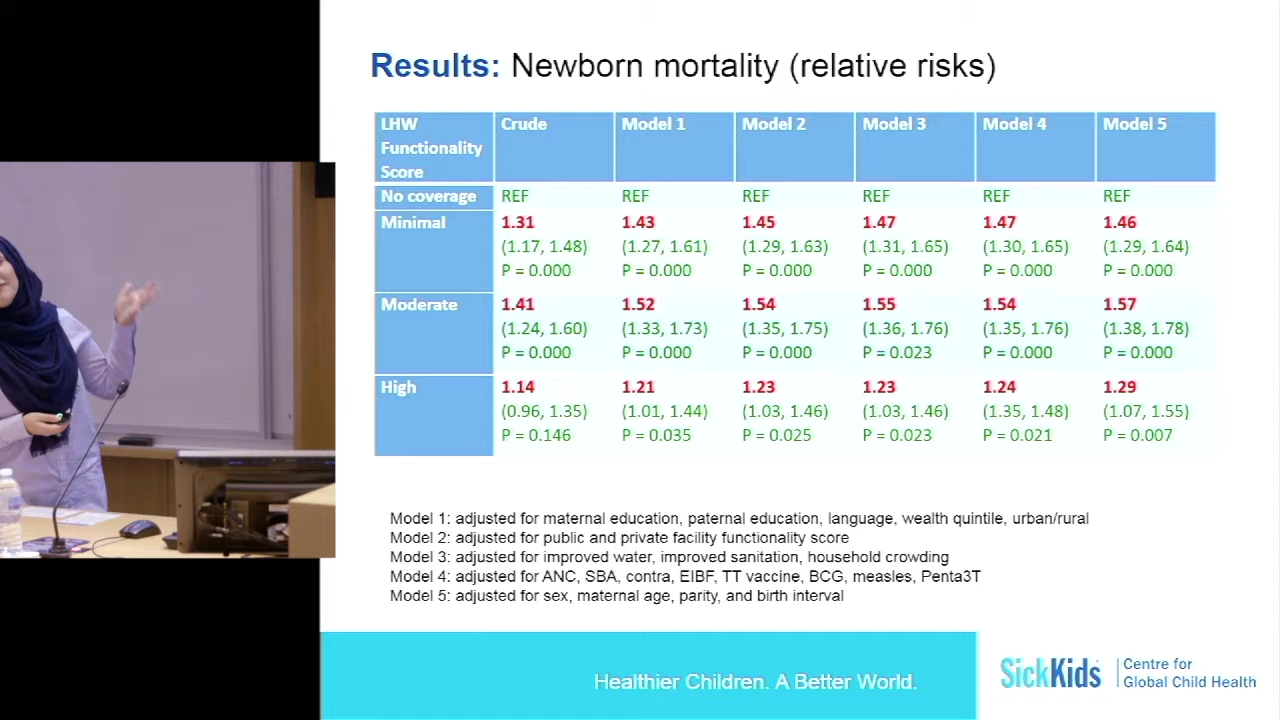 Results: Newborn mortality (relative risks)
LHW Functionality Score Crude Model 1 Model 2 Model 3 Model 4 Model 5
No coverage REF REF REF REF REF REF
Minimal 1.31 1.43 1.45 1.47 1.47 1.46
(1.17, 1.48) (1.27, 1.61) (1.29, 1.63) (1.31, 1.65) (1.30, 1.65) (1.29, 1.64)
P = 0.000 P = 0.000 P = 0.000 P = 0.000 P = 0.000 P = 0.000
Moderate 1.41 1.52 1.54 1.55 1.54 1.57
(1.24, 1.60) (1.33, 1.73) (1.35, 1.75) (1.36, 1.76) (1.35, 1.76) (1.38, 1.78)
P = 0.000 P = 0.000 P = 0.000 P = 0.023 P = 0.000 P = 0.000
High 1.14 1.21 1.23 1.23 1.24 1.29
(0.96, 1.35) (1.01, 1.44) (1.03, 1.46) (1.03, 1.46) (1.35, 1.48) (1.07, 1.55)
P = 0.146 P = 0.035 P = 0.025 P = 0.023 P = 0.021 P = 0.007
Model 1: adjusted for maternal education, paternal education, language, wealth quintile, urban/rural
Model 2: adjusted for public and private facility functionality score
Model 3: adjusted for improved water, improved sanitation, household crowding
Model 4: adjusted for ANC, SBA, contra, EIBF, TT vaccine, BCG, measles, Penta3T
Model 5: adjusted for sex, maternal age, parity, and birth interval
Healthier Children. A Better World.
SickKids
Centre for
Global Child Health